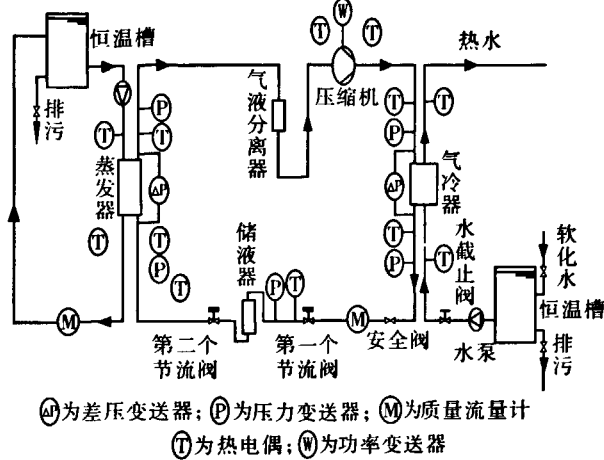 恒温槽
排污
V
P
T
T
蒸发器
ΔP
T
T
P
T
M
气液分离器
T
W
T
压缩机
热水
T
P
T
ΔP
气冷器
T
P
T
水截止阀
软化水
恒温槽
排污
水泵
储液器
P
T
M
安全阀
第二个节流阀
第一个节流阀
ΔP为差压变送器；P为压力变送器；M为质量流量计
T为热电偶；W为功率变送器